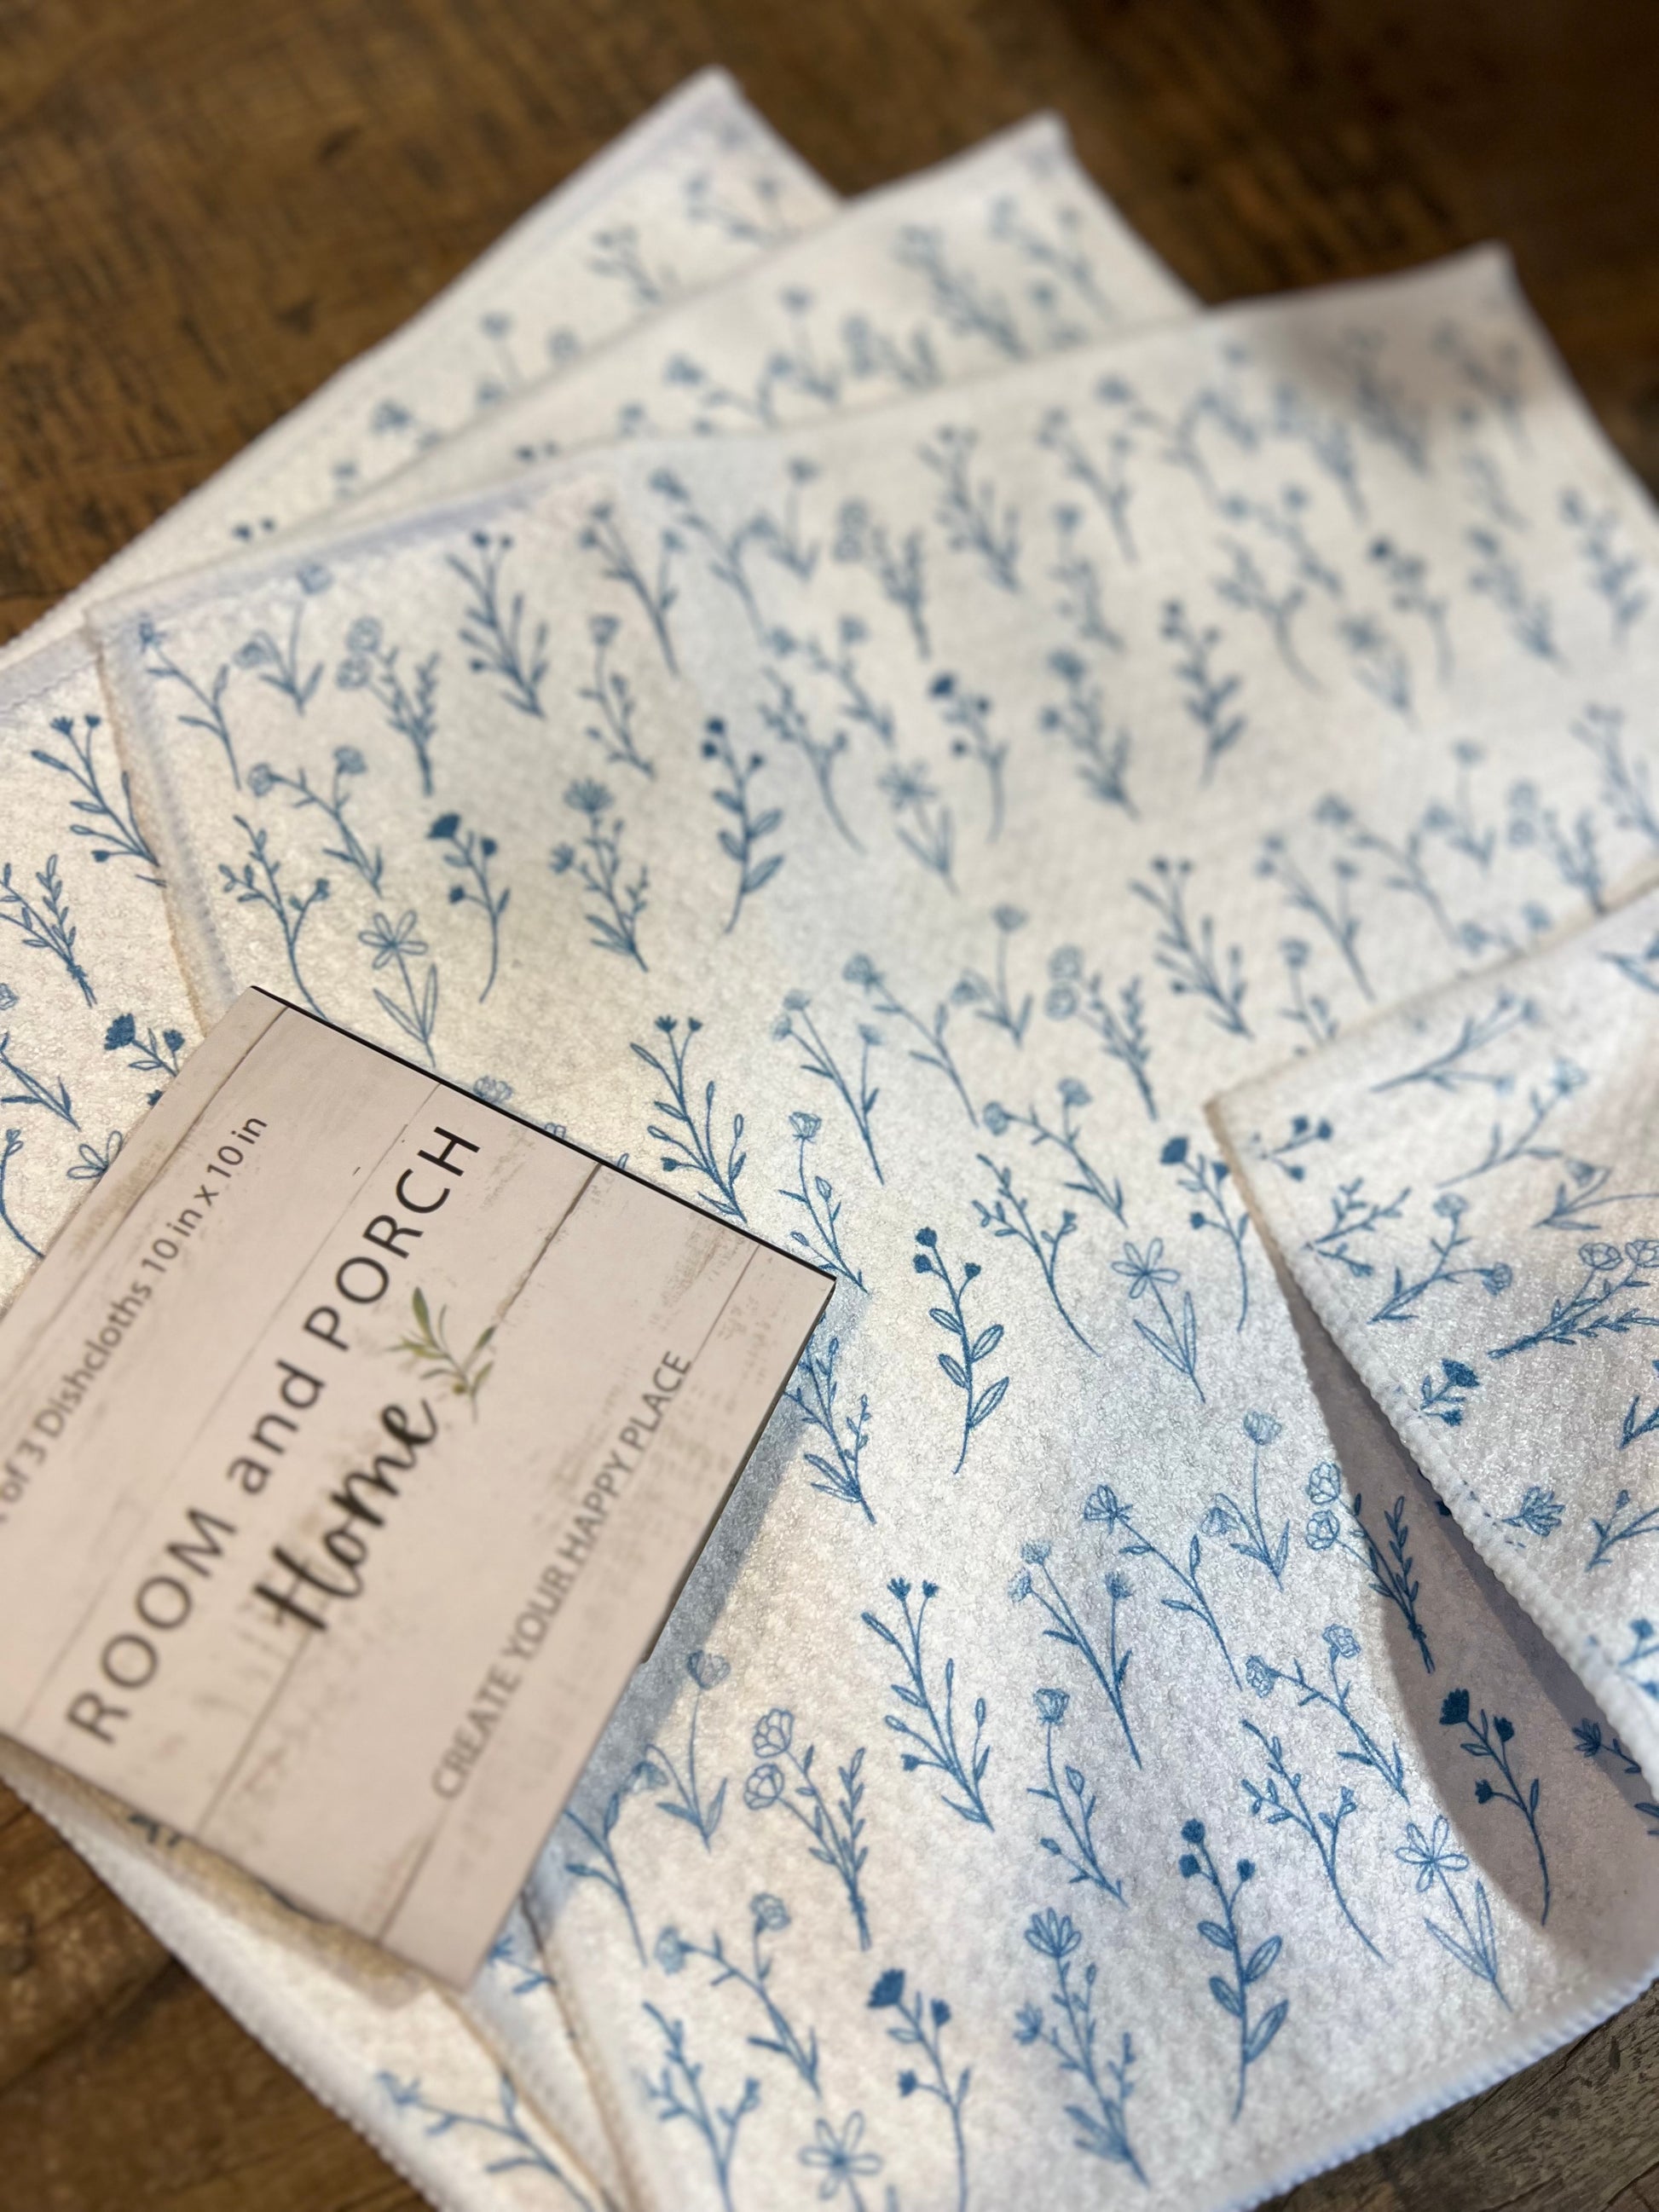 of 3 Dishcloths 10 in x 10 in
ROOM and PORCH
Home
CREATE YOUR HAPPY PLACE